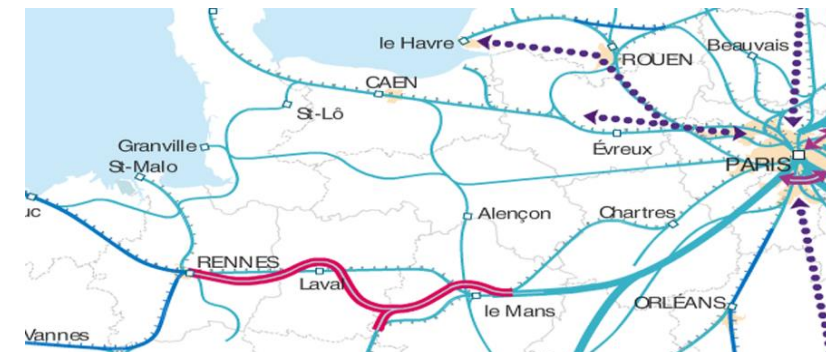 le Havre
ROUEN
Beauvais
CAEN
St-Lô
Granville
St-Malo
Évreux
PARIS
uc
Alençon
Chartres
RENNES
Laval
le Mans
ORLÉANS
Vannes